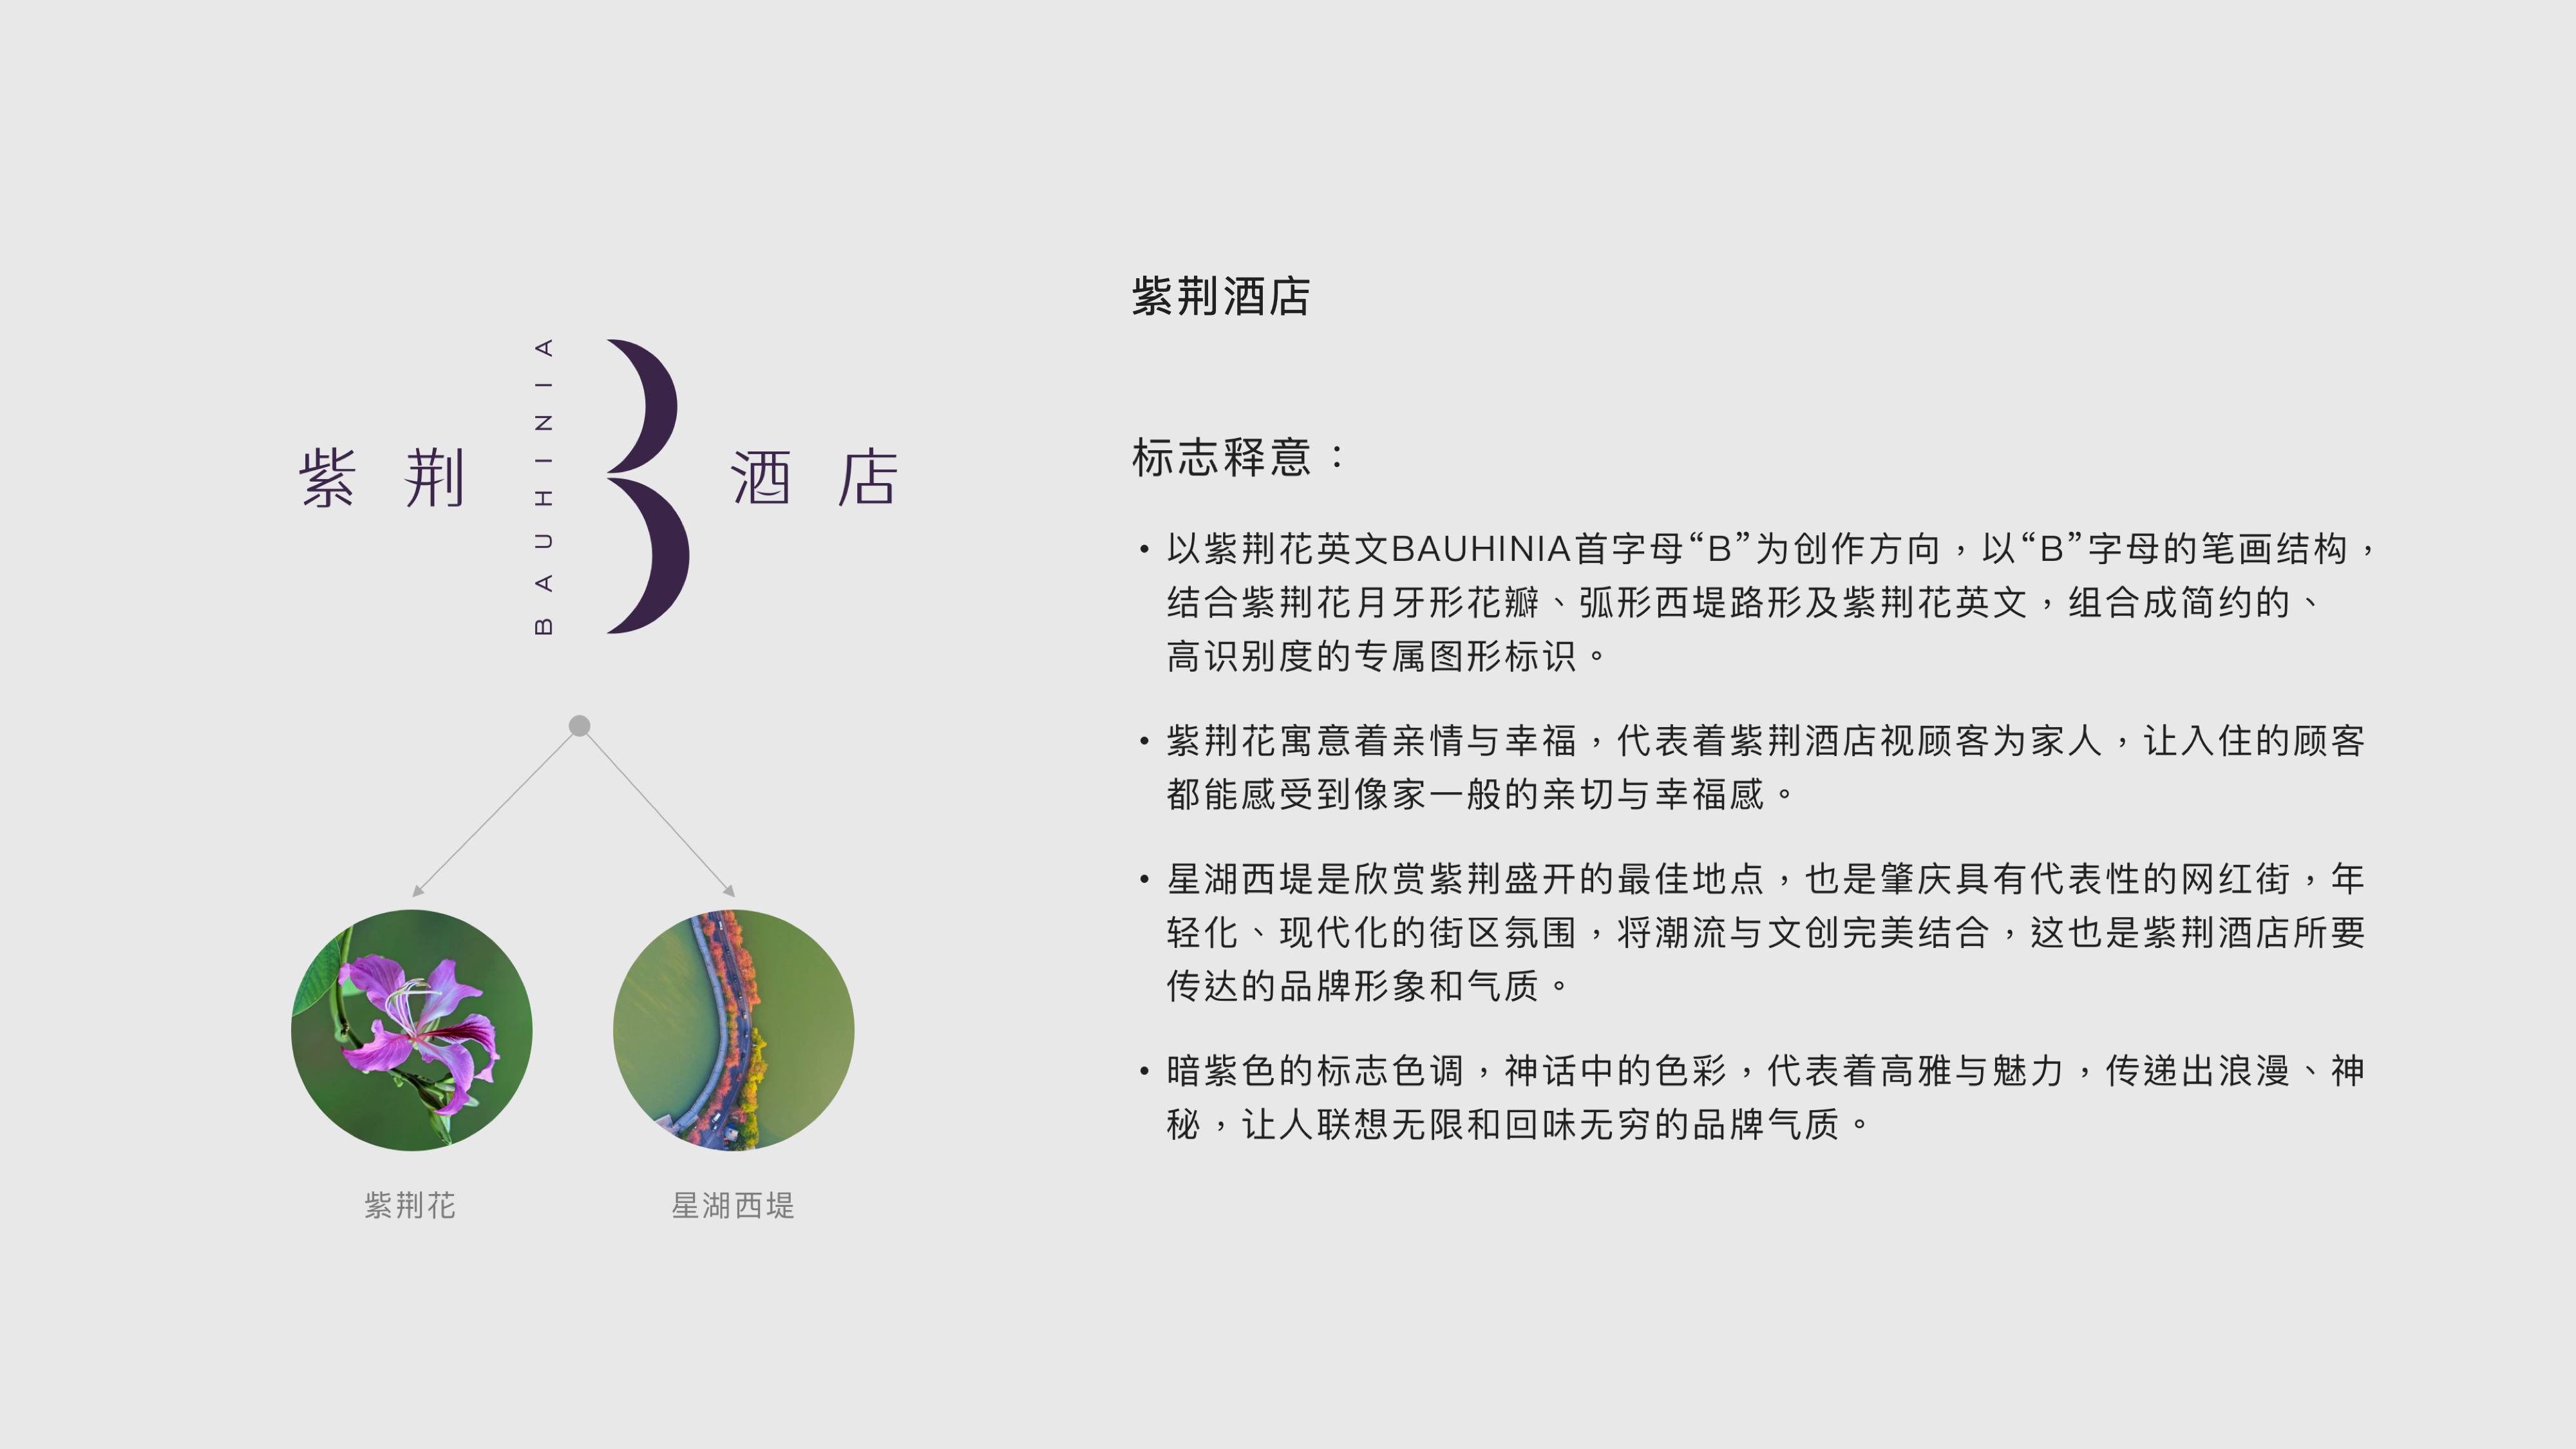 紫荆
BAUHINIA
酒店
紫荆花
星湖西堤
紫荆酒店
标志释意：
• 以紫荆花英文BAUHINIA首字母“B”为创作方向，以“B”字母的笔画结构，
结合紫荆花月牙形花瓣、弧形西堤路形及紫荆花英文，组合成简约的、
高识别度的专属图形标识。
• 紫荆花寓意着亲情与幸福，代表着紫荆酒店视顾客为家人，让入住的顾客
都能感受到像家一般的亲切与幸福感。
• 星湖西堤是欣赏紫荆盛开的最佳地点，也是肇庆具有代表性的网红街，年
轻化、现代化的街区氛围，将潮流与文创完美结合，这也是紫荆酒店所要
传达的品牌形象和气质。
• 暗紫色的标志色调，神话中的色彩，代表着高雅与魅力，传递出浪漫、神
秘，让人联想无限和回味无穷的品牌气质。